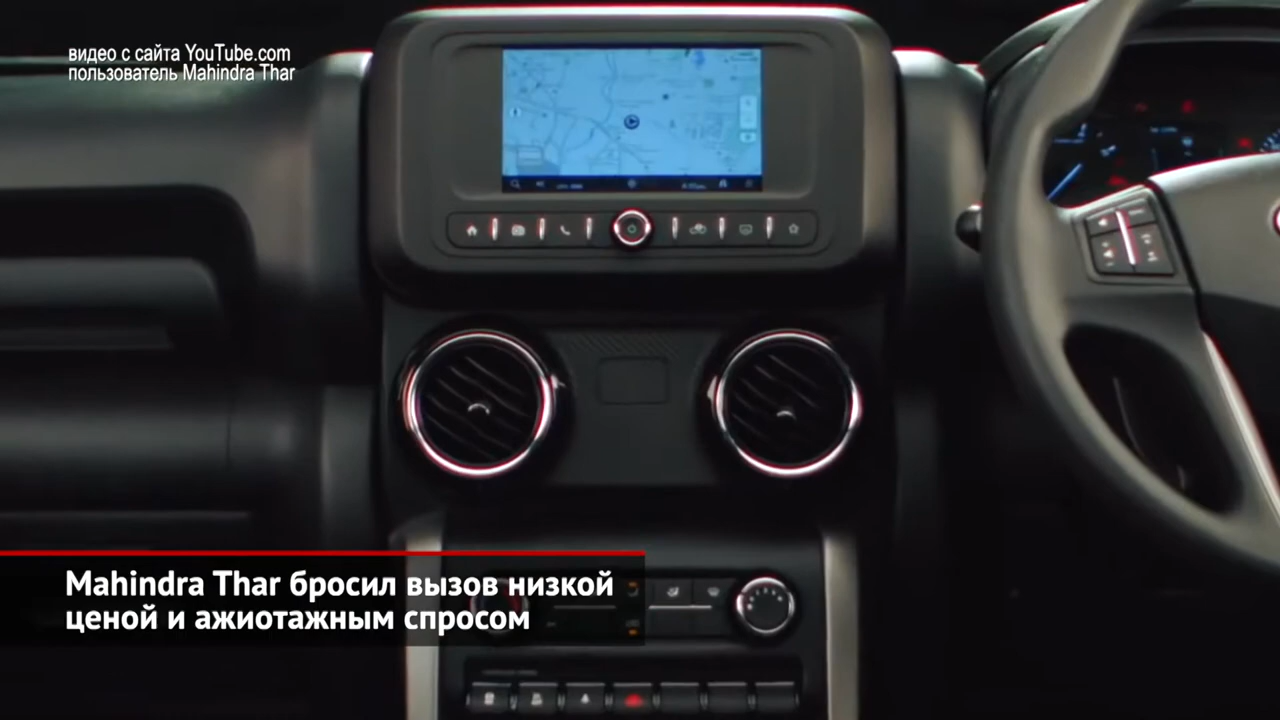 видео с сайта YouTube.com
пользователь Mahindra Thar
Mahindra Thar бросил вызов низкой
ценой и ажиотажным спросом